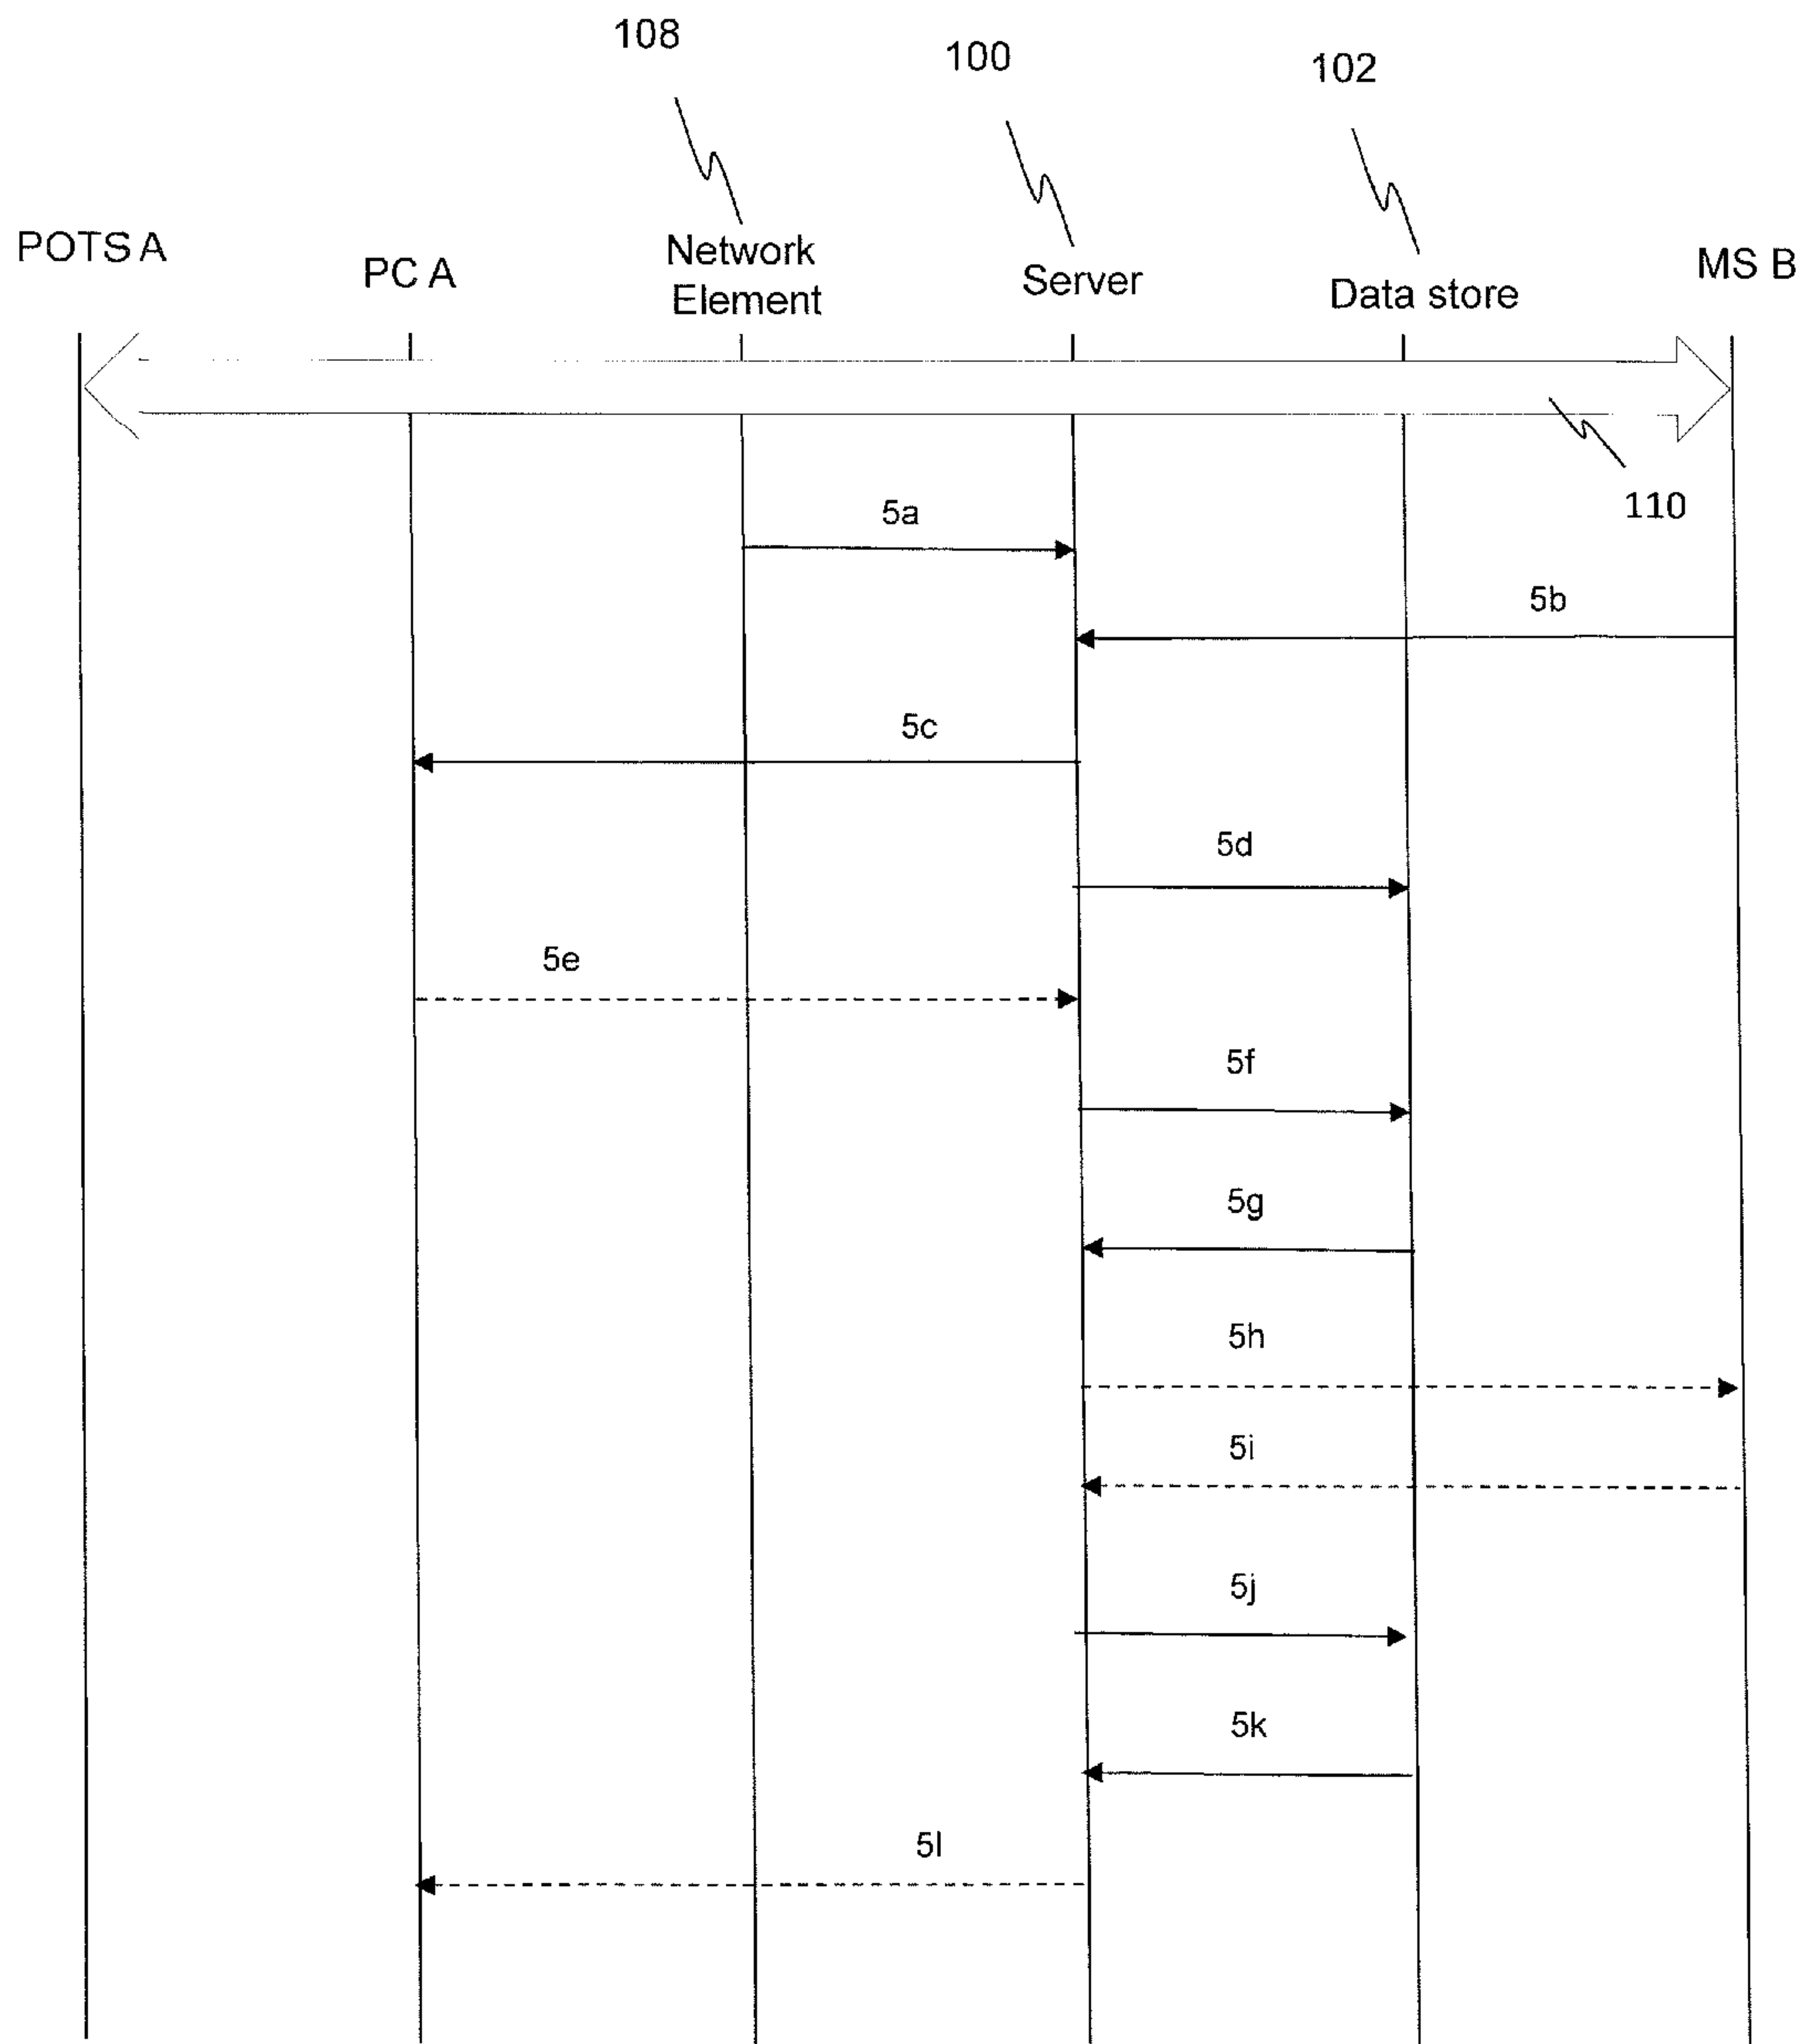 108
100
102
POTS A
PC A
Network
Element
Server
Data store
MS B
110
5a
5b
5c
5d
5e
5f
5g
5h
5i
5j
5k
5l